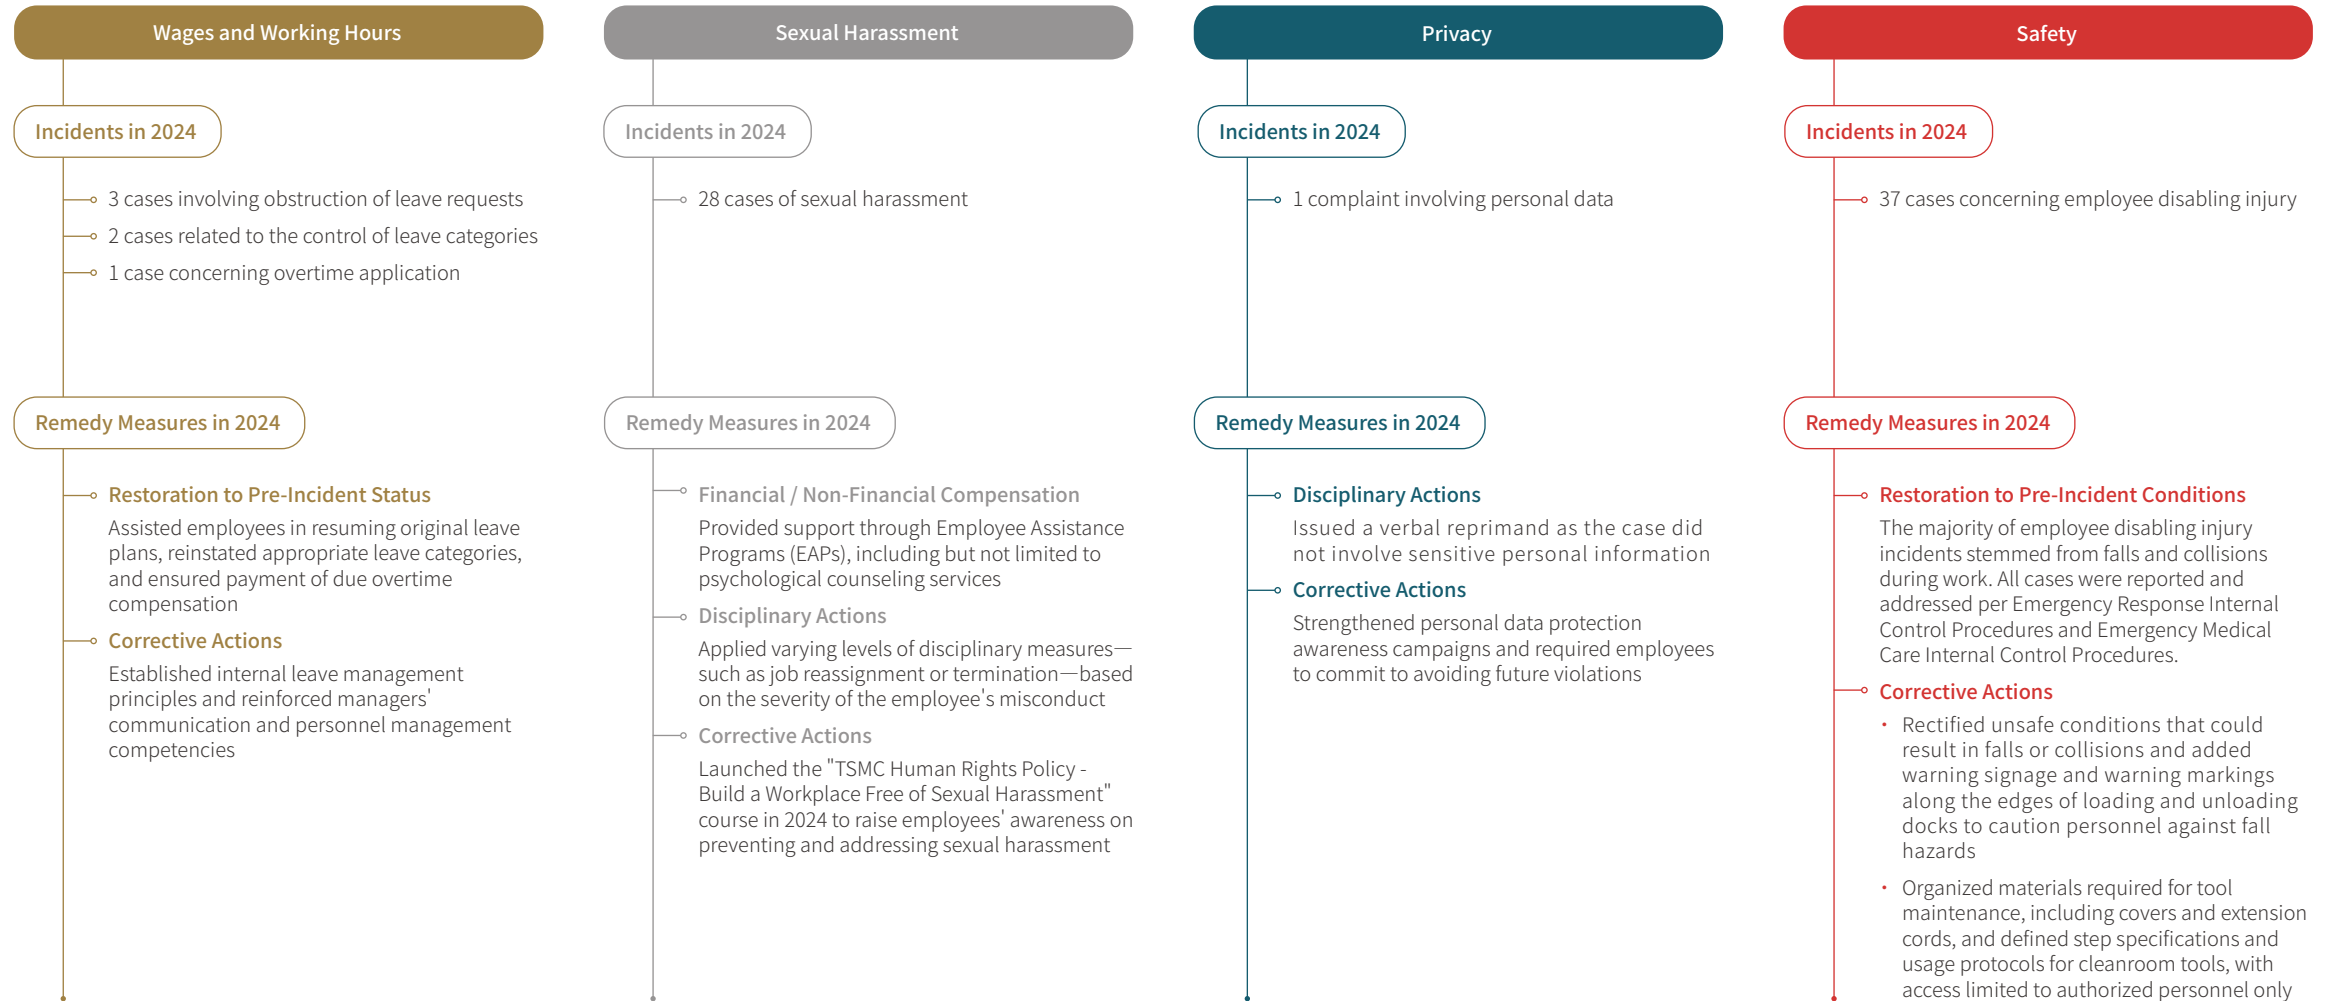 Wages and Working Hours
Incidents in 2024
3 cases involving obstruction of leave requests
2 cases related to the control of leave categories
1 case concerning overtime application
Remedy Measures in 2024
Restoration to Pre-Incident Status
Assisted employees in resuming original leave
plans, reinstated appropriate leave categories,
and ensured payment of due overtime
compensation
Corrective Actions
Established internal leave management
principles and reinforced managers'
communication and personnel management
competencies
Sexual Harassment
Incidents in 2024
28 cases of sexual harassment
Remedy Measures in 2024
Financial / Non-Financial Compensation
Provided support through Employee Assistance
Programs (EAPs), including but not limited to
psychological counseling services
Disciplinary Actions
Applied varying levels of disciplinary measures—
such as job reassignment or termination—based
on the severity of the employee's misconduct
Corrective Actions
Launched the "TSMC Human Rights Policy -
Build a Workplace Free of Sexual Harassment"
course in 2024 to raise employees' awareness on
preventing and addressing sexual harassment
Privacy
Incidents in 2024
1 complaint involving personal data
Remedy Measures in 2024
Disciplinary Actions
Issued a verbal reprimand as the case did
not involve sensitive personal information
Corrective Actions
Strengthened personal data protection
awareness campaigns and required employees
to commit to avoiding future violations
Safety
Incidents in 2024
37 cases concerning employee disabling injury
Remedy Measures in 2024
Restoration to Pre-Incident Conditions
The majority of employee disabling injury
incidents stemmed from falls and collisions
during work. All cases were reported and
addressed per Emergency Response Internal
Control Procedures and Emergency Medical
Care Internal Control Procedures.
Corrective Actions
• Rectified unsafe conditions that could
result in falls or collisions and added
warning signage and warning markings
along the edges of loading and unloading
docks to caution personnel against fall
hazards
• Organized materials required for tool
maintenance, including covers and extension
cords, and defined step specifications and
usage protocols for cleanroom tools, with
access limited to authorized personnel only